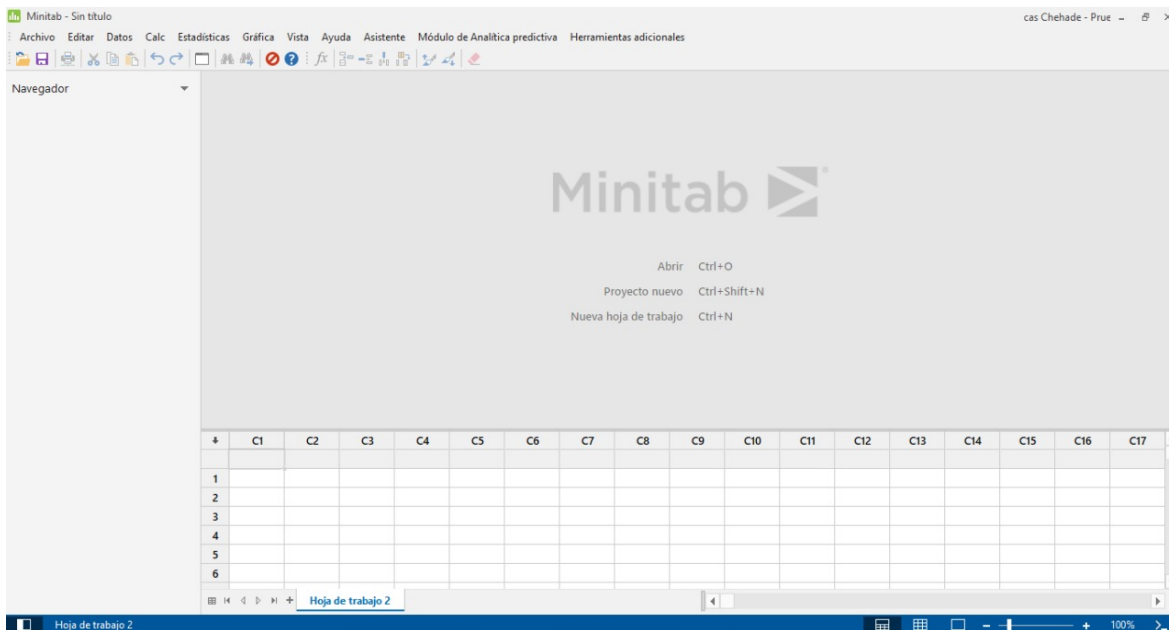 Minitab - Sin título
cas Chehade - Prue
Archivo Editar Datos Calc Estadísticas Gráfica Vista Ayuda Asistente Módulo de Analítica predictiva Herramientas adicionales
Navegador
Minitab
Abrir Ctrl+O
Proyecto nuevo Ctrl+Shift+N
Nueva hoja de trabajo Ctrl+N
C1 C2 C3 C4 C5 C6 C7 C8 C9 C10 C11 C12 C13 C14 C15 C16 C17
1
2
3
4
5
6
Hoja de trabajo 2
Hoja de trabajo 2 100%